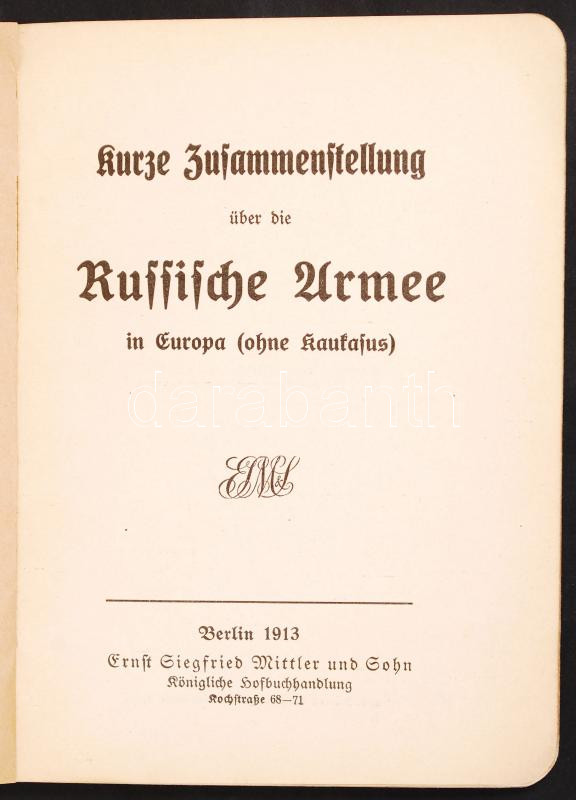 Kurze Zusammenstellung
über die
Russische Armee
in Europa (ohne Kaukasus)
darabanth
ESM&S
Berlin 1913
Ernst Siegfried Mittler und Sohn
Königliche Hofbuchhandlung
Kochstraße 68—71